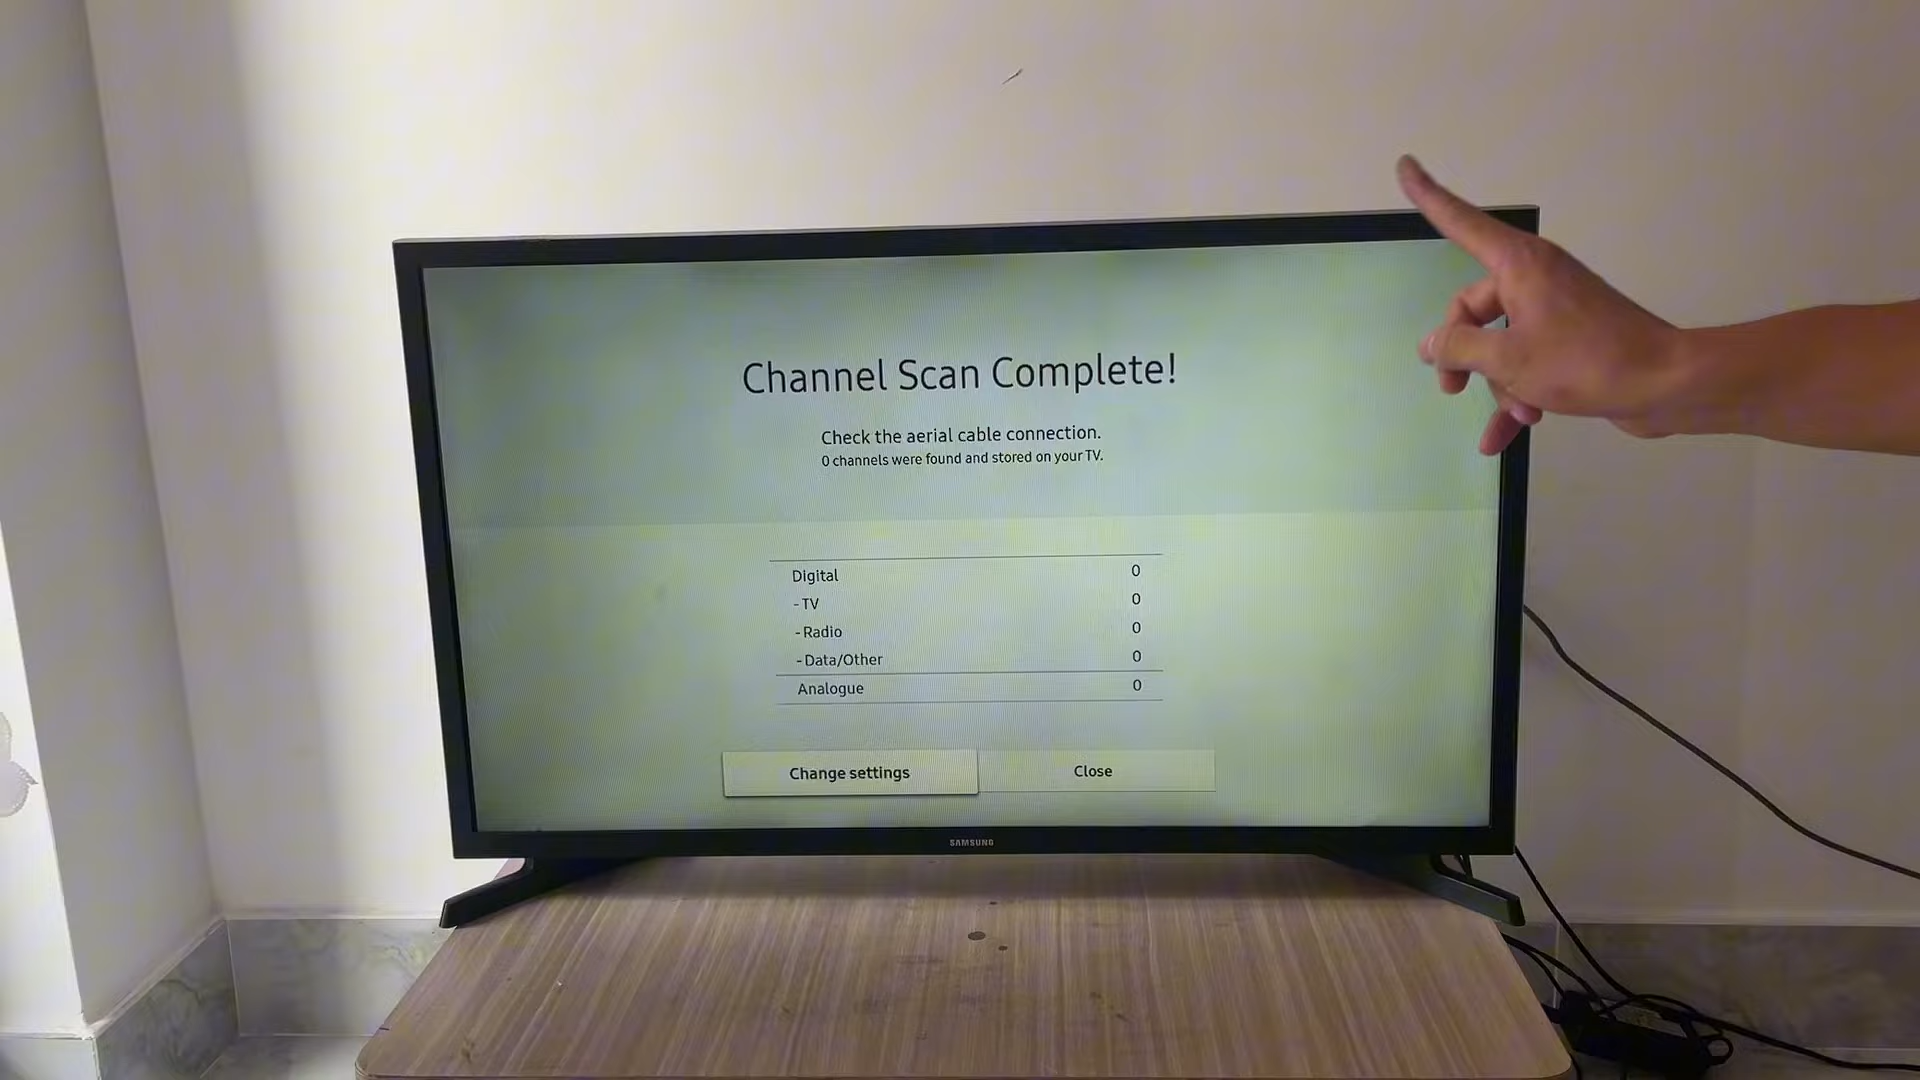 Channel Scan Complete!
Check the aerial cable connection.
0 channels were found and stored on your TV.
Digital 0
- TV 0
- Radio 0
- Data/Other 0
Analogue 0
Change settings Close
SAMSUNG